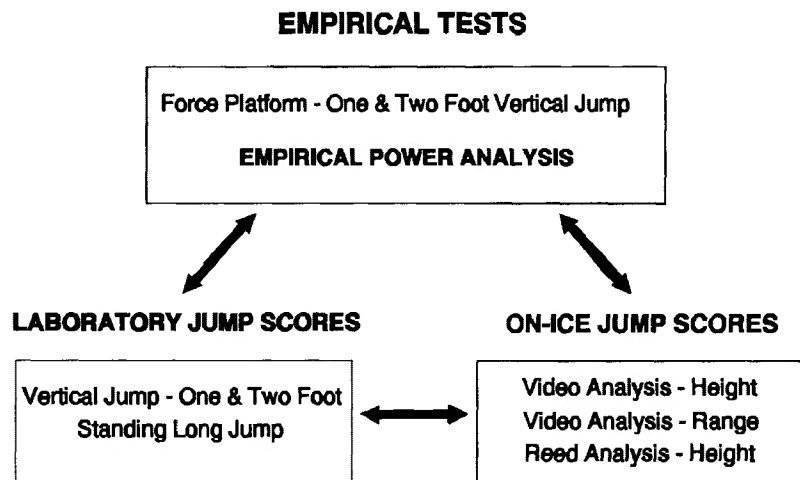 EMPIRICAL TESTS
Force Platform - One & Two Foot Vertical Jump
EMPIRICAL POWER ANALYSIS
LABORATORY JUMP SCORES
Vertical Jump - One & Two Foot
Standing Long Jump
ON-ICE JUMP SCORES
Video Analysis - Height
Video Analysis - Range
Reed Analysis - Height